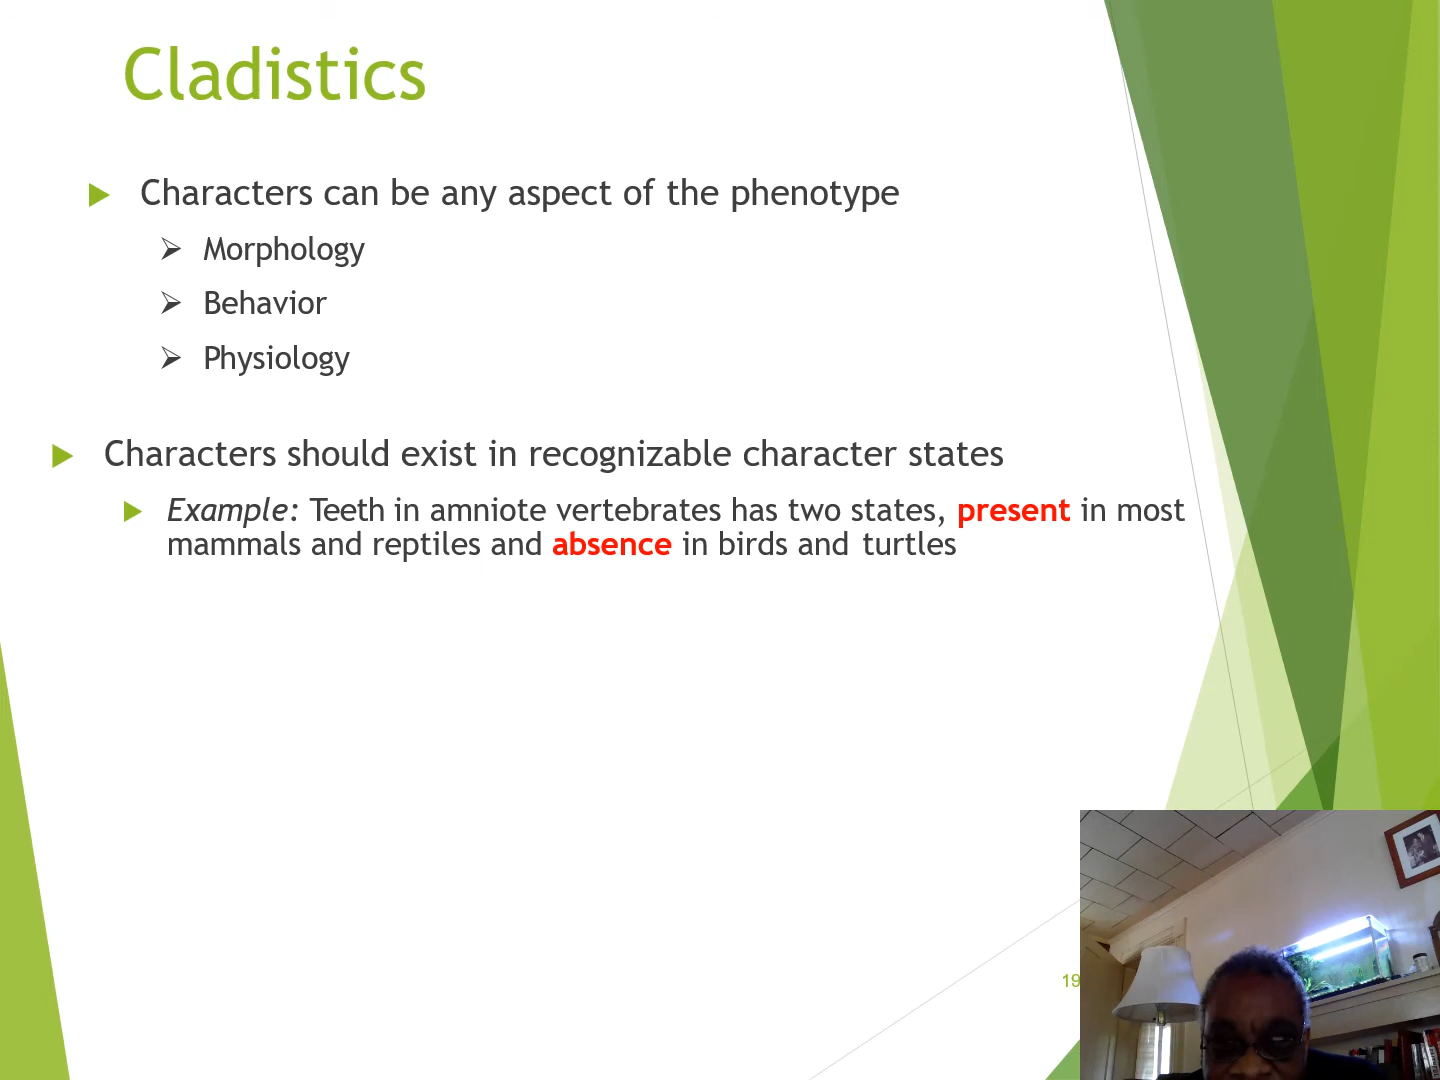 Cladistics
Characters can be any aspect of the phenotype
Morphology
Behavior
Physiology
Characters should exist in recognizable character states
Example: Teeth in amniote vertebrates has two states, present in most
mammals and reptiles and absence in birds and turtles
19